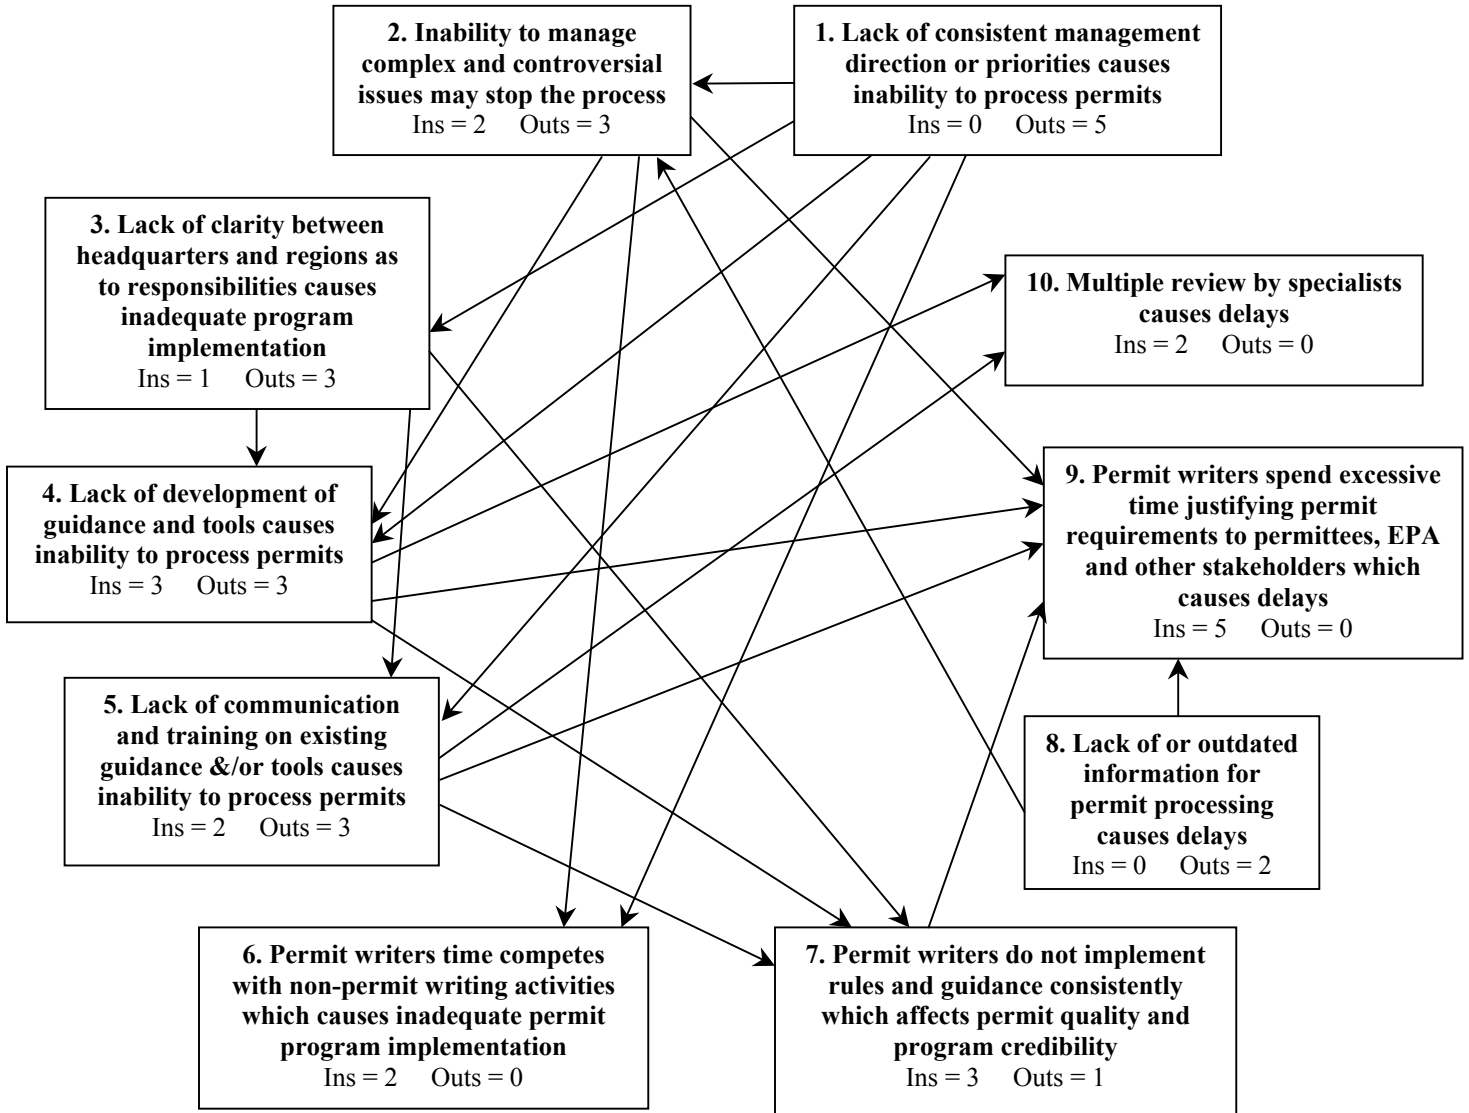 2. Inability to manage
complex and controversial
issues may stop the process
Ins = 2 Outs = 3
1. Lack of consistent management
direction or priorities causes
inability to process permits
Ins = 0 Outs = 5
3. Lack of clarity between
headquarters and regions as
to responsibilities causes
inadequate program
implementation
Ins = 1 Outs = 3
10. Multiple review by specialists
causes delays
Ins = 2 Outs = 0
4. Lack of development of
guidance and tools causes
inability to process permits
Ins = 3 Outs = 3
9. Permit writers spend excessive
time justifying permit
requirements to permittees, EPA
and other stakeholders which
causes delays
Ins = 5 Outs = 0
5. Lack of communication
and training on existing
guidance &/or tools causes
inability to process permits
Ins = 2 Outs = 3
8. Lack of or outdated
information for
permit processing
causes delays
Ins = 0 Outs = 2
6. Permit writers time competes
with non-permit writing activities
which causes inadequate permit
program implementation
Ins = 2 Outs = 0
7. Permit writers do not implement
rules and guidance consistently
which affects permit quality and
program credibility
Ins = 3 Outs = 1